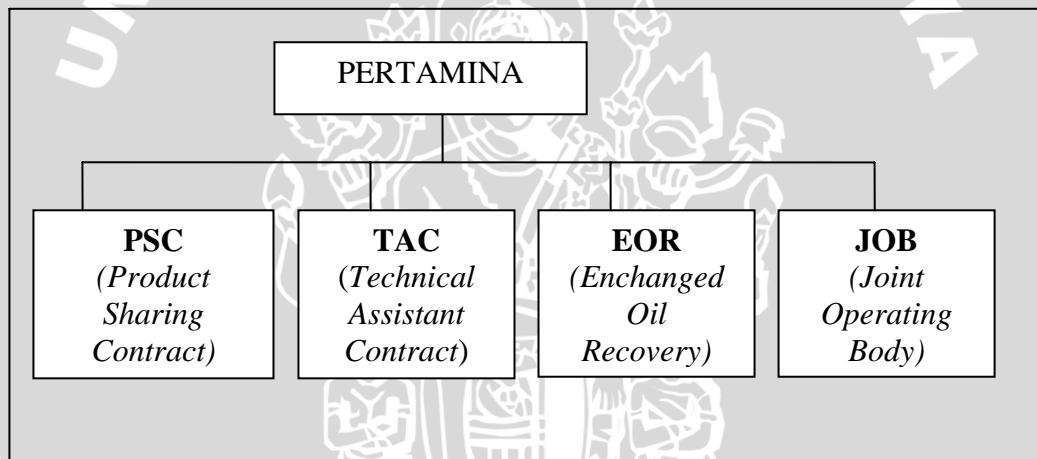 PERTAMINA
PSC
(Product
Sharing
Contract)
TAC
(Technical
Assistant
Contract)
EOR
(Enchanged
Oil
Recovery)
JOB
(Joint
Operating
Body)